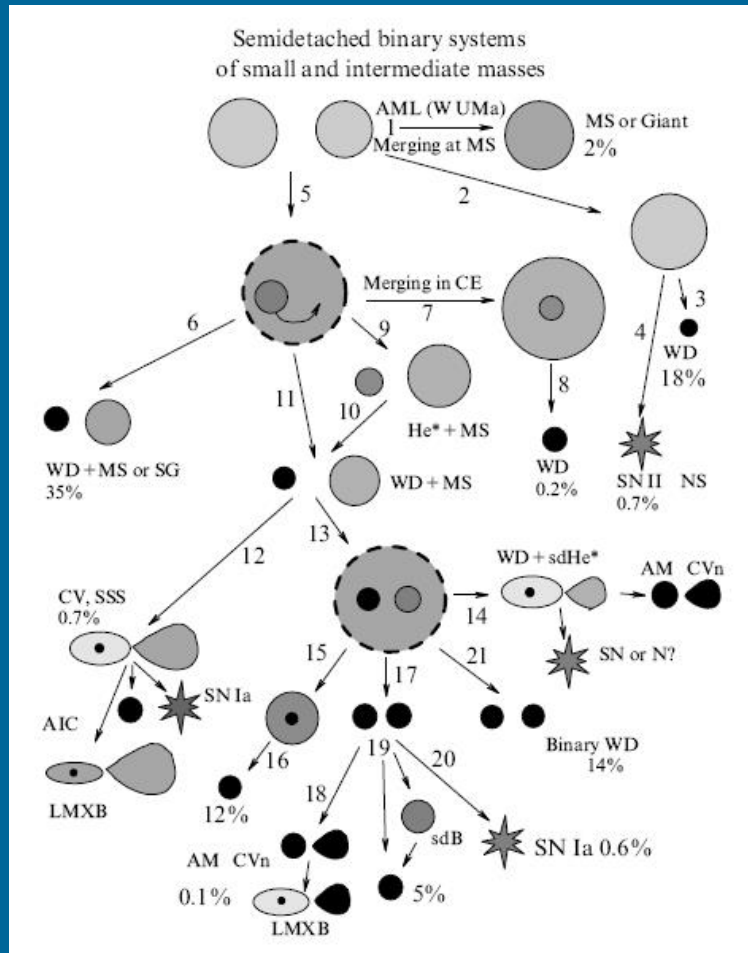 Semidetached binary systems
of small and intermediate masses
AML (W UMa)
1
Merging at MS
MS or Giant
2%
5
2
Merging in CE
7
3
6
9
4
WD
18%
8
11
10
He* + MS
WD + MS or SG
35%
WD + MS
WD
0.2%
SN II NS
0.7%
13
12
WD + sdHe*
AM CVn
CV, SSS
0.7%
14
15
17
21
SN or N?
SN Ia
AIC
16
19
20
Binary WD
14%
LMXB
12%
18
sdB
SN Ia 0.6%
AM CVn
0.1%
5%
LMXB